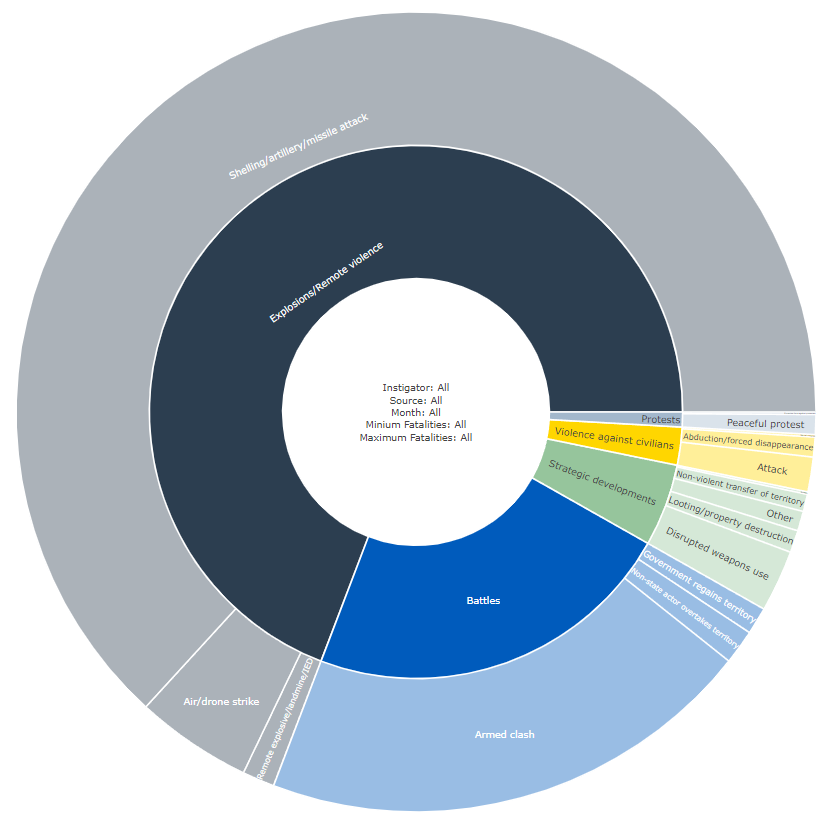 Shelling/artillery/missile attack
Explosions/Remote violence
Instigator: All
Source: All
Month: All
Minium Fatalities: All
Maximum Fatalities: All
Protests
Peaceful protest
Violence against civilians
Abduction/forced disappearance
Attack
Strategic developments
Non-violent transfer of territory
Other
Looting/property destruction
Disrupted weapons use
Battles
Government regains territory
Non-state actor overtakes territory
Armed clash
Air/drone strike
Remote explosive/landmine/IED